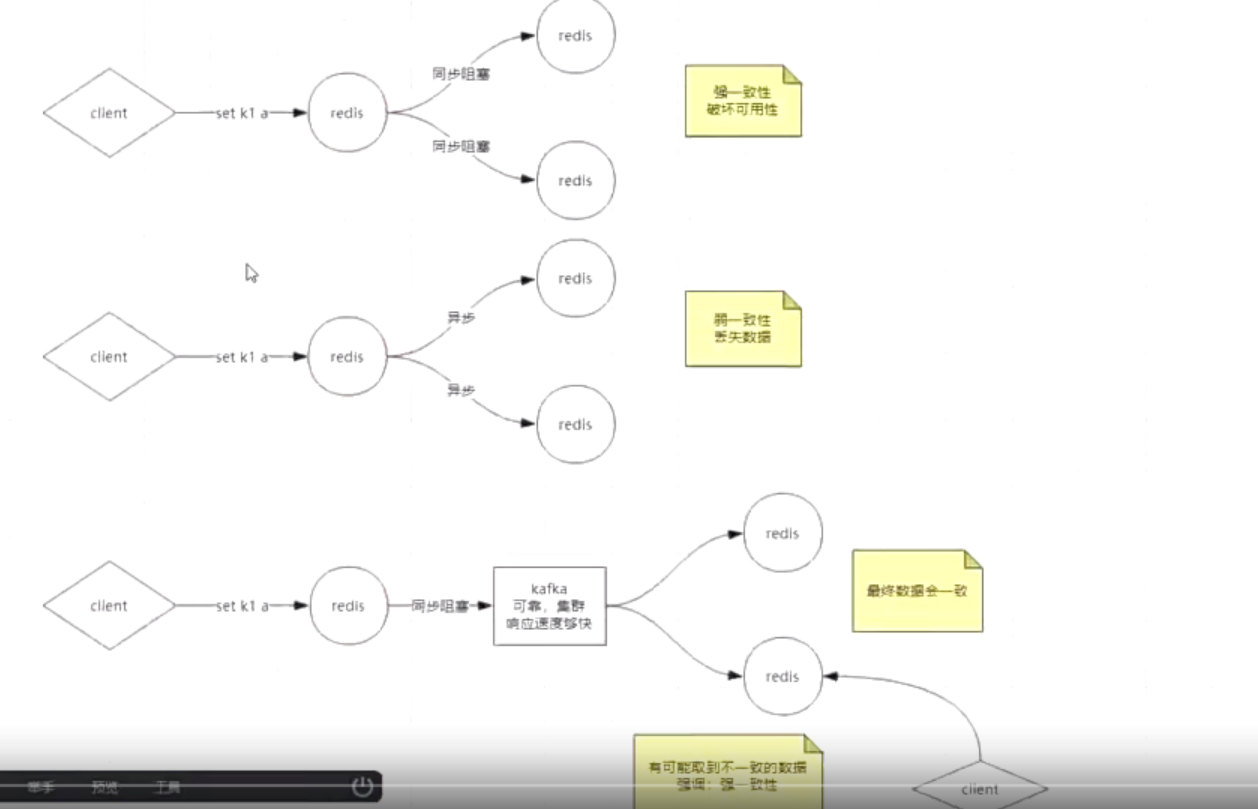 redis
同步阻塞
client
set k1 a
redis
同步阻塞
redis
强一致性
破坏可用性
redis
异步
client
set k1 a
redis
异步
redis
弱一致性
丢失数据
redis
client
set k1 a
redis
同步阻塞
kafka
可靠，集群
响应速度够快
最终数据会一致
redis
有可能取到不一致的数据
强调：强一致性
client
举手
预览
工具